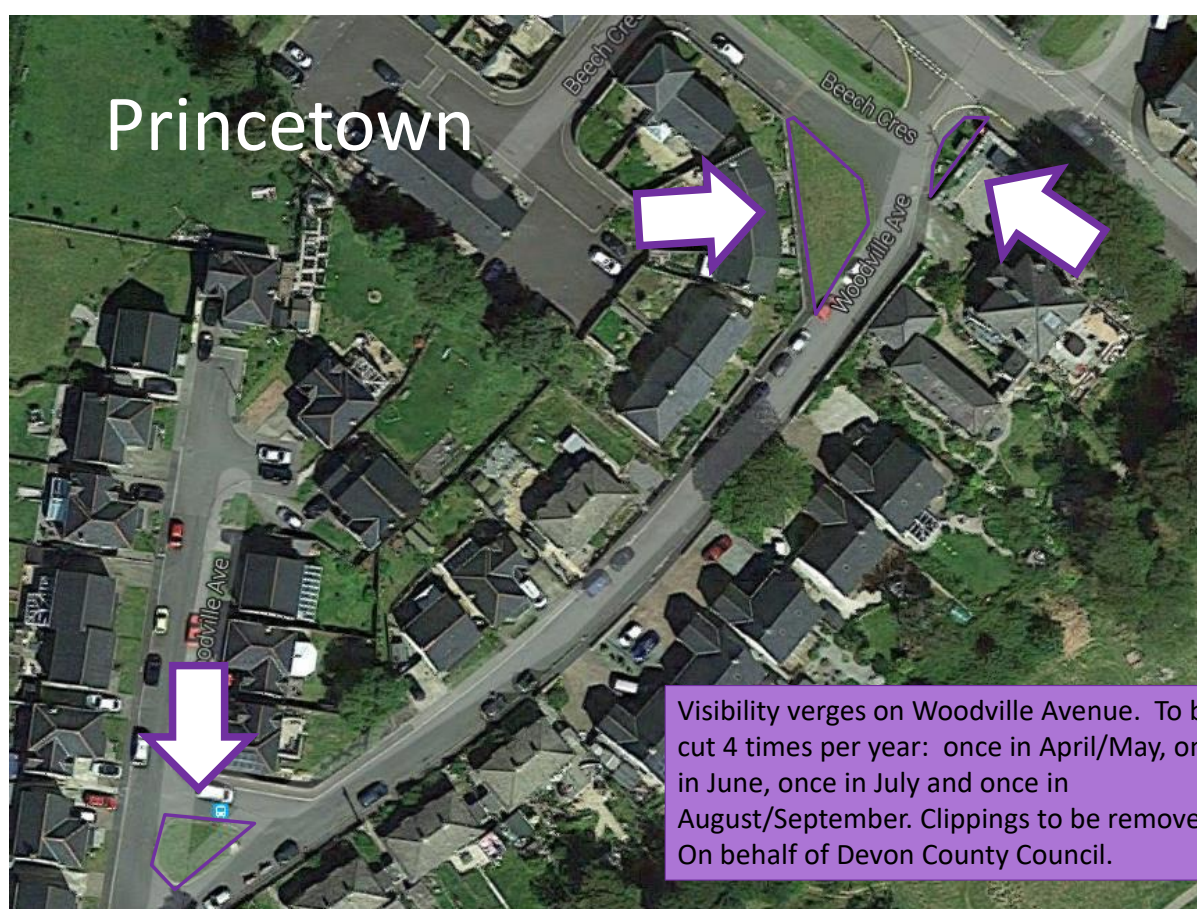 Princetown
Beech Cres
Beech Cres
Woodville Ave
oodville Ave
Visibility verges on Woodville Avenue. To b
cut 4 times per year: once in April/May, on
in June, once in July and once in
August/September. Clippings to be remove
On behalf of Devon County Council.